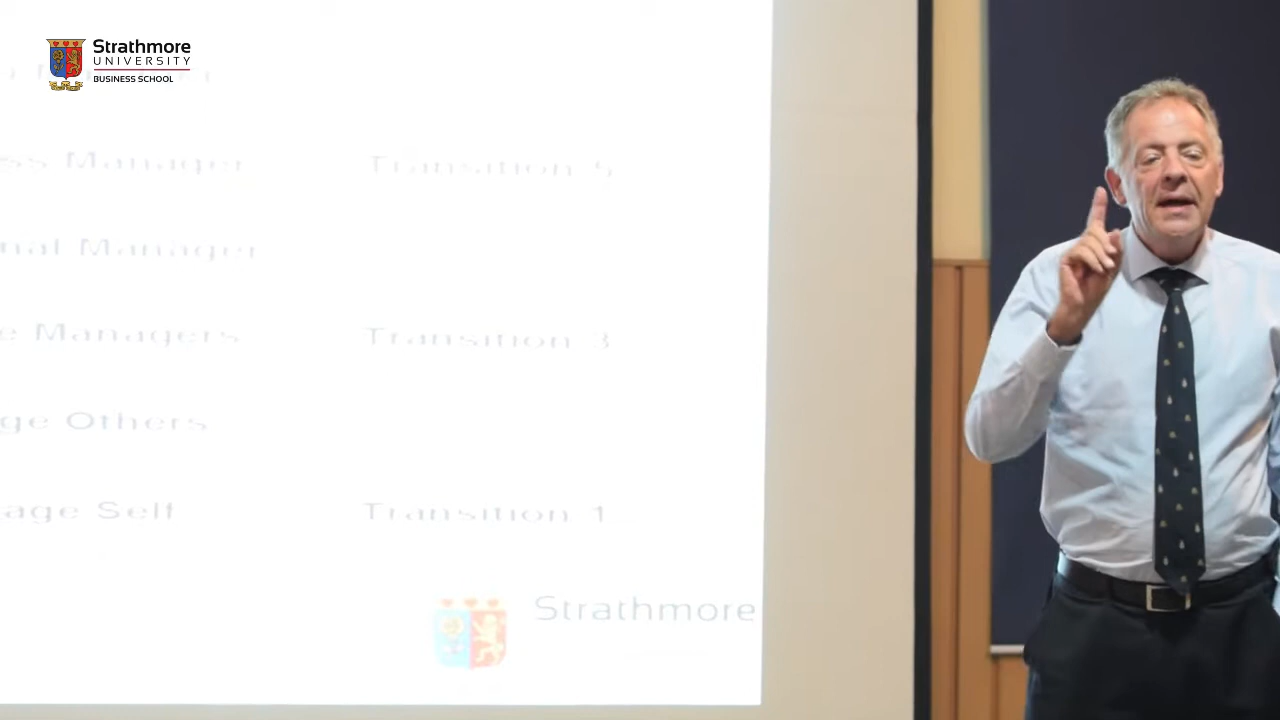 Strathmore
UNIVERSITY
BUSINESS SCHOOL
ss Manager Transition 5
nal Manager
e Managers Transition 3
ge Others
age Self Transition 1
Strathmore